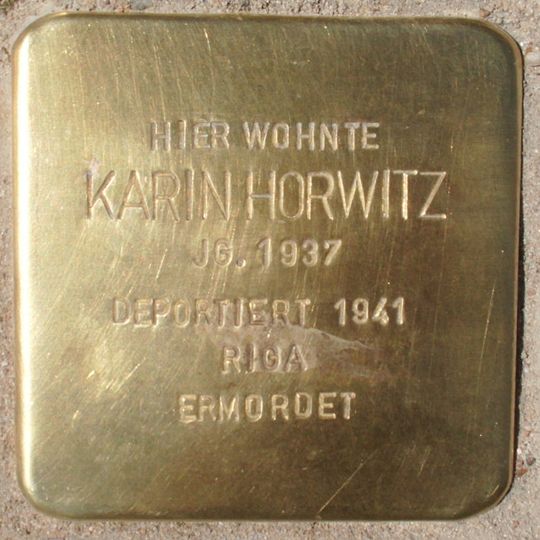 HIER WOHNTE
KARIN HORWITZ
JG. 1937
DEPORTIERT 1941
RIGA
ERMORDET